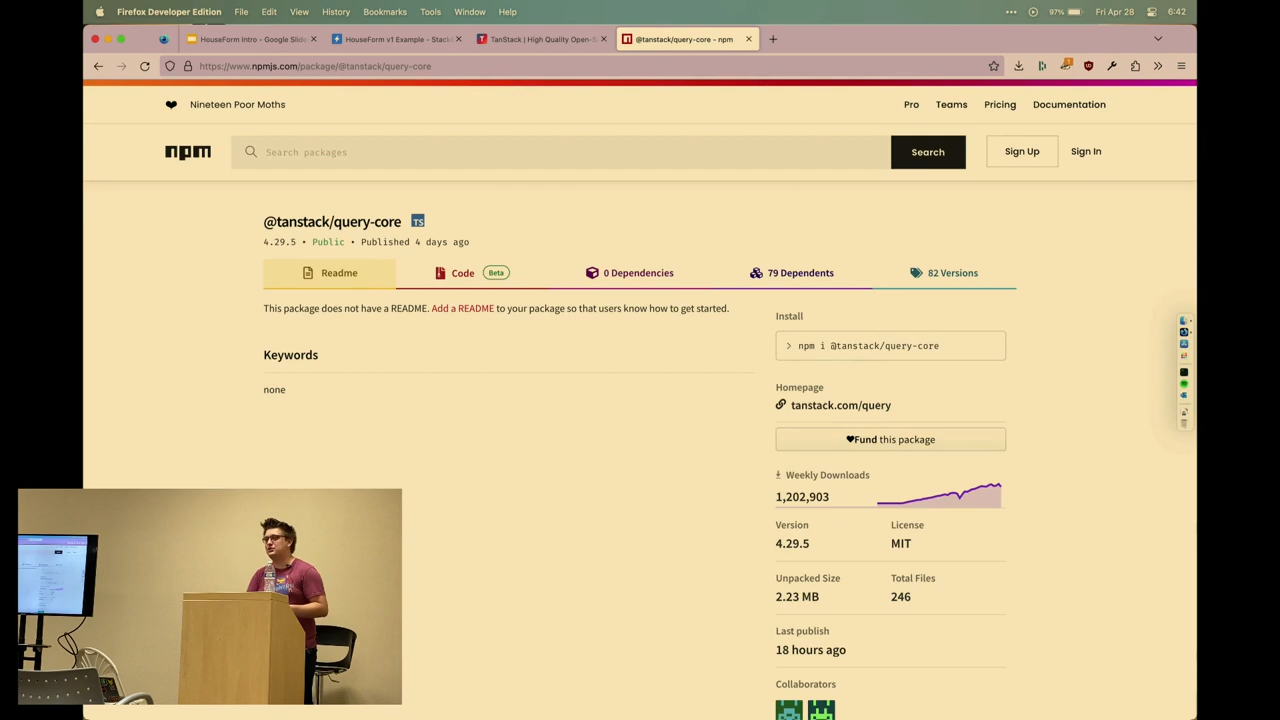 Firefox Developer Edition File Edit View History Bookmarks Tools Window Help 97% Fri Apr 28 6:42
HouseForm Intro - Google Slide HouseForm v1 Example - Stack TanStack | High Quality Open-S @tanstack/query-core - npm
https://www.npmjs.com/package/@tanstack/query-core
❤ Nineteen Poor Moths Pro Teams Pricing Documentation
npm Search packages Search Sign Up Sign In
@tanstack/query-core TS
4.29.5 • Public • Published 4 days ago
Readme Code Beta 0 Dependencies 79 Dependents 82 Versions
This package does not have a README. Add a README to your package so that users know how to get started.
Keywords
none
Install
> npm i @tanstack/query-core
Homepage
tanstack.com/query
❤Fund this package
Weekly Downloads
1,202,903
Version License
4.29.5 MIT
Unpacked Size Total Files
2.23 MB 246
Last publish
18 hours ago
Collaborators